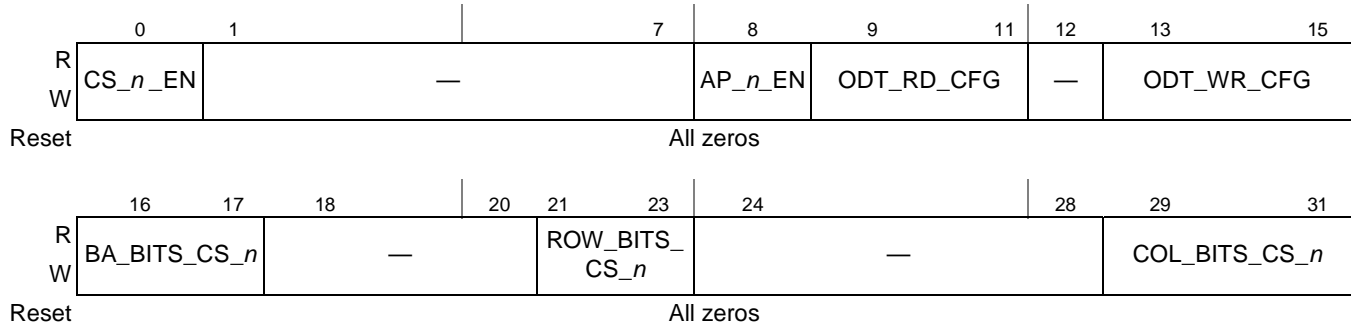 0 1 7 8 9 11 12 13 15
R
W
CS_n_EN — AP_n_EN ODT_RD_CFG — ODT_WR_CFG
Reset All zeros
16 17 18 20 21 23 24 28 29 31
R
W
BA_BITS_CS_n — ROW_BITS_
CS_n — COL_BITS_CS_n
Reset All zeros